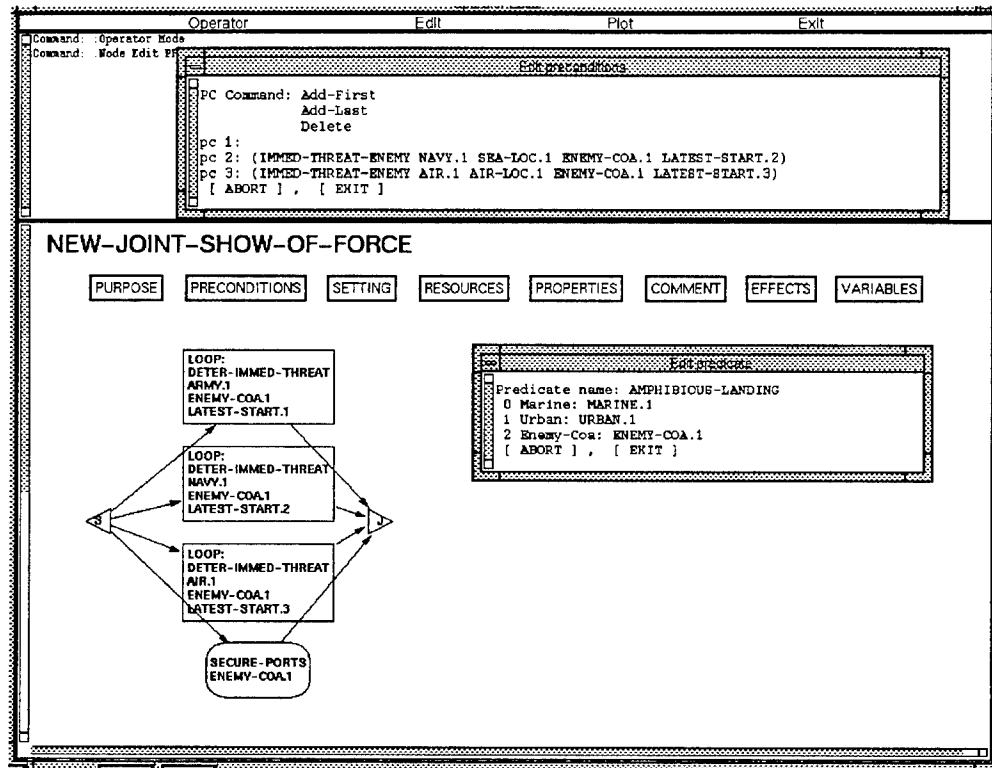 Operator Edit Plot Exit
Command: :Operator Mode
Command: :Node Edit PR
Edit preconditions
PC Command: Add-First
Add-Last
Delete
pc 1:
pc 2: (IMMED-THREAT-ENEMY NAVY.1 SEA-LOC.1 ENEMY-COA.1 LATEST-START.2)
pc 3: (IMMED-THREAT-ENEMY AIR.1 AIR-LOC.1 ENEMY-COA.1 LATEST-START.3)
[ ABORT ] , [ EXIT ]
NEW-JOINT-SHOW-OF-FORCE
PURPOSE PRECONDITIONS SETTING RESOURCES PROPERTIES COMMENT EFFECTS VARIABLES
LOOP:
DETER-IMMED-THREAT
ARMY.1
ENEMY-COA.1
LATEST-START.1
LOOP:
DETER-IMMED-THREAT
NAVY.1
ENEMY-COA.1
LATEST-START.2
S
J
LOOP:
DETER-IMMED-THREAT
AIR.1
ENEMY-COA.1
LATEST-START.3
SECURE-PORTS
ENEMY-COA.1
Edit predicate
Predicate name: AMPHIBIOUS-LANDING
0 Marine: MARINE.1
1 Urban: URBAN.1
2 Enemy-Coa: ENEMY-COA.1
[ ABORT ] , [ EXIT ]